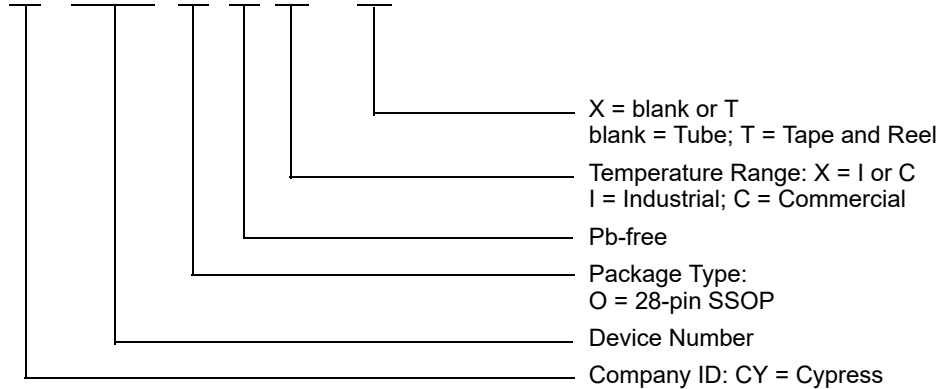 X = blank or T
blank = Tube; T = Tape and Reel
Temperature Range: X = I or C
I = Industrial; C = Commercial
Pb-free
Package Type:
O = 28-pin SSOP
Device Number
Company ID: CY = Cypress